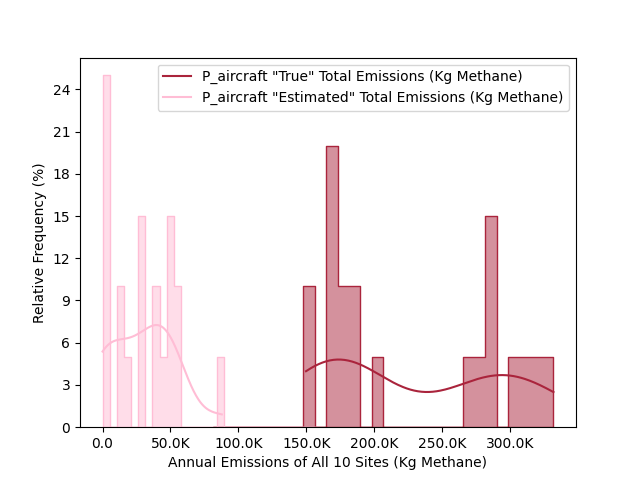 P_aircraft "True" Total Emissions (Kg Methane)
P_aircraft "Estimated" Total Emissions (Kg Methane)
Relative Frequency (%)
24
21
18
15
12
9
6
3
0
0.0 50.0K 100.0K 150.0K 200.0K 250.0K 300.0K
Annual Emissions of All 10 Sites (Kg Methane)